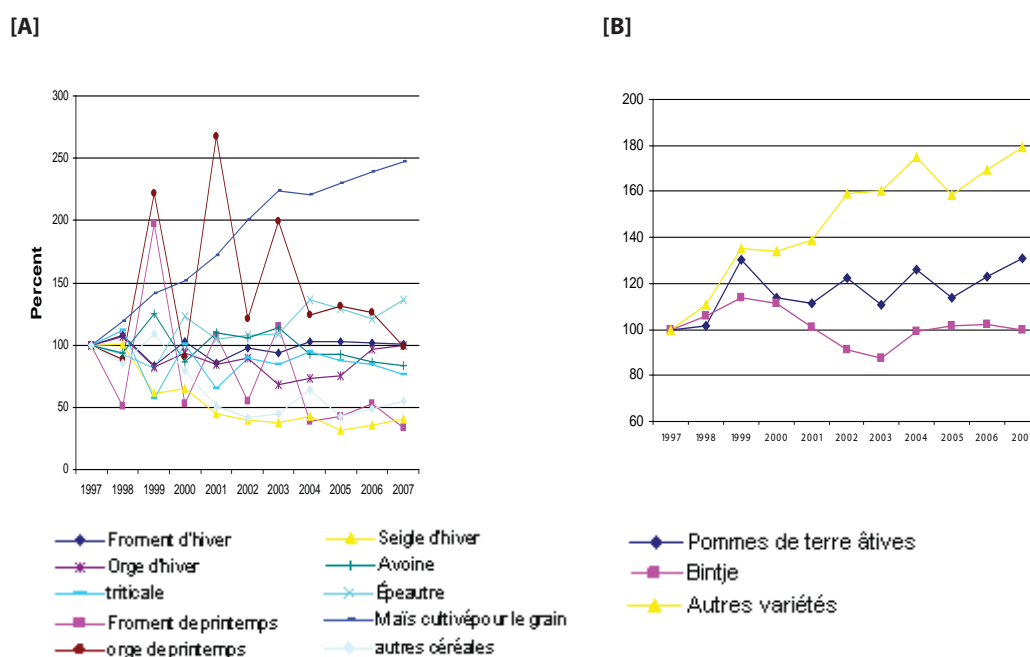 [A]
[B]
300
250
200
150
100
50
0
Percent
1997 1998 1999 2000 2001 2002 2003 2004 2005 2006 2007
200
180
160
140
120
100
80
60
1997 1998 1999 2000 2001 2002 2003 2004 2005 2006 200
Froment d'hiver
Orge d'hiver
triticale
Froment de printemps
orge de printemps
Seigle d'hiver
Avoine
Épeautre
Maïs cultivépour le grain
autres céréales
Pommes de terre âtives
Bintje
Autres variétés